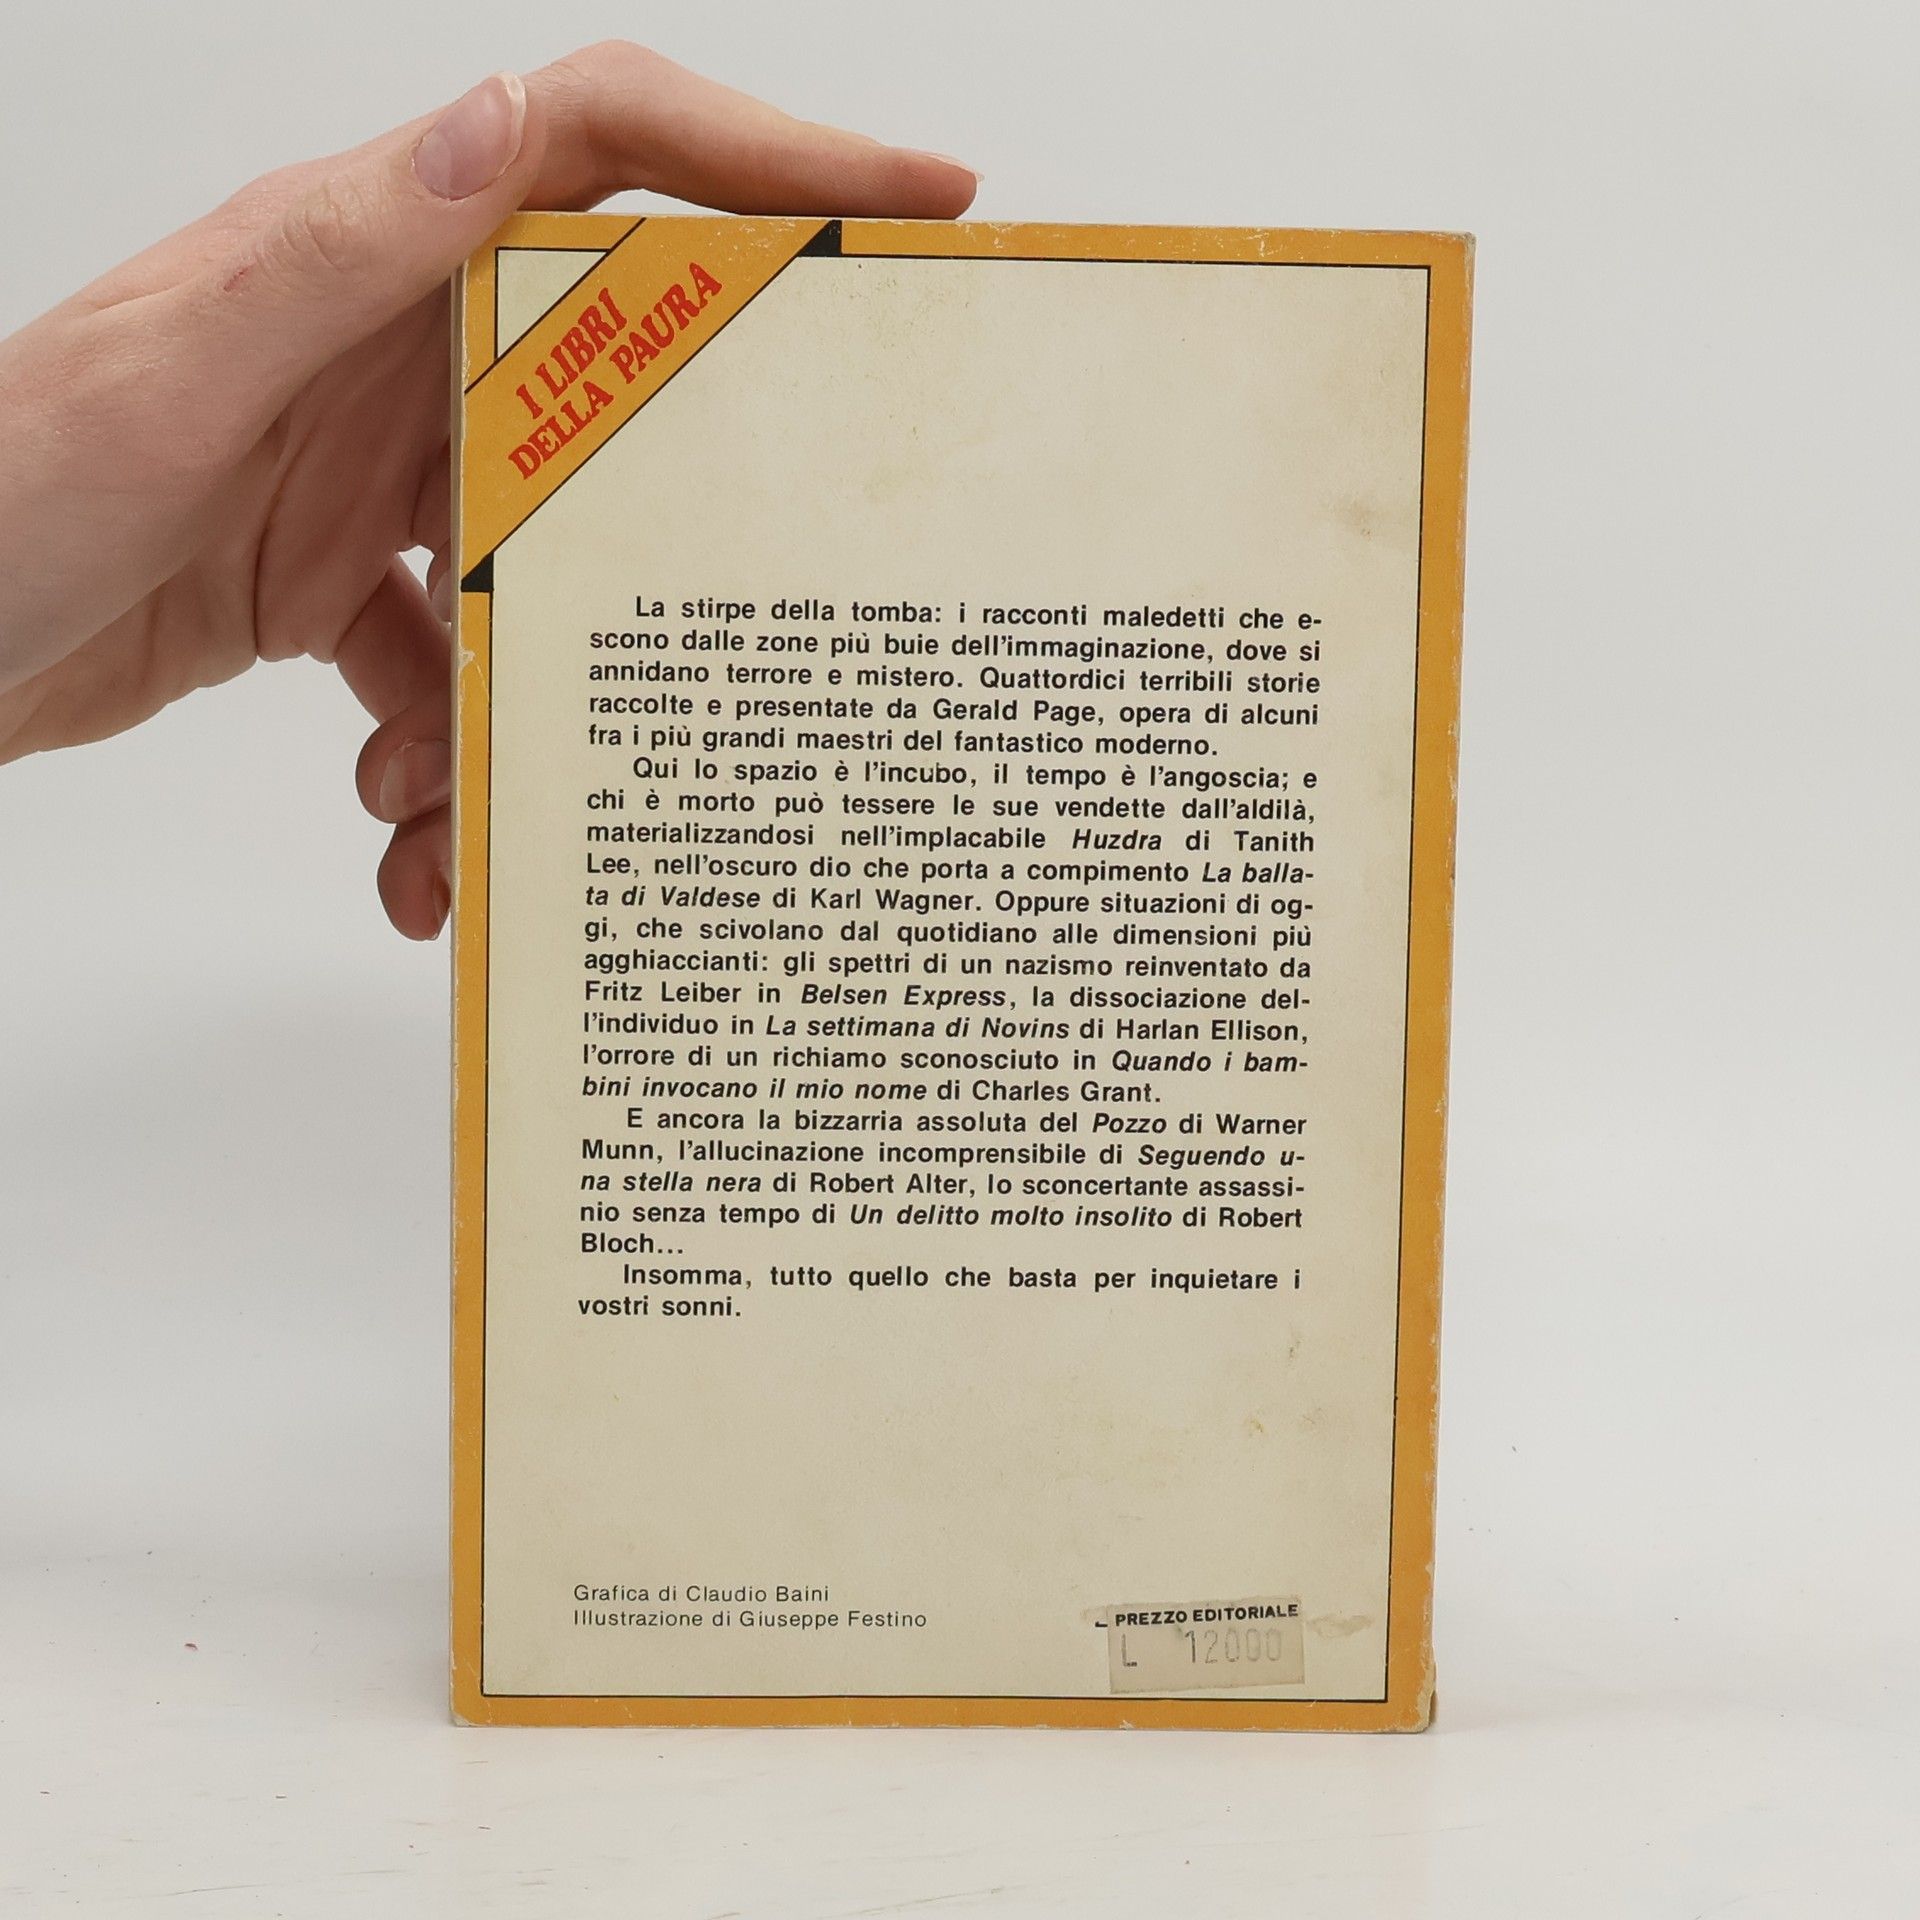 I LIBRI
DELLA PAURA
La stirpe della tomba: i racconti maledetti che e-
scono dalle zone più buie dell'immaginazione, dove si
annidano terrore e mistero. Quattordici terribili storie
raccolte e presentate da Gerald Page, opera di alcuni
fra i più grandi maestri del fantastico moderno.
Qui lo spazio è l'incubo, il tempo è l'angoscia; e
chi è morto può tessere le sue vendette dall'aldilà,
materializzandosi nell'implacabile Huzdra di Tanith
Lee, nell'oscuro dio che porta a compimento La balla-
ta di Valdese di Karl Wagner. Oppure situazioni di og-
gi, che scivolano dal quotidiano alle dimensioni più
agghiaccianti: gli spettri di un nazismo reinventato da
Fritz Leiber in Belsen Express, la dissociazione del-
l'individuo in La settimana di Novins di Harlan Ellison,
l'orrore di un richiamo sconosciuto in Quando i bam-
bini invocano il mio nome di Charles Grant.
E ancora la bizzarria assoluta del Pozzo di Warner
Munn, l'allucinazione incomprensibile di Seguendo u-
na stella nera di Robert Alter, lo sconcertante assassi-
nio senza tempo di Un delitto molto insolito di Robert
Bloch...
Insomma, tutto quello che basta per inquietare i
vostri sonni.
Grafica di Claudio Baini
Illustrazione di Giuseppe Festino
PREZZO EDITORIALE
L 12000